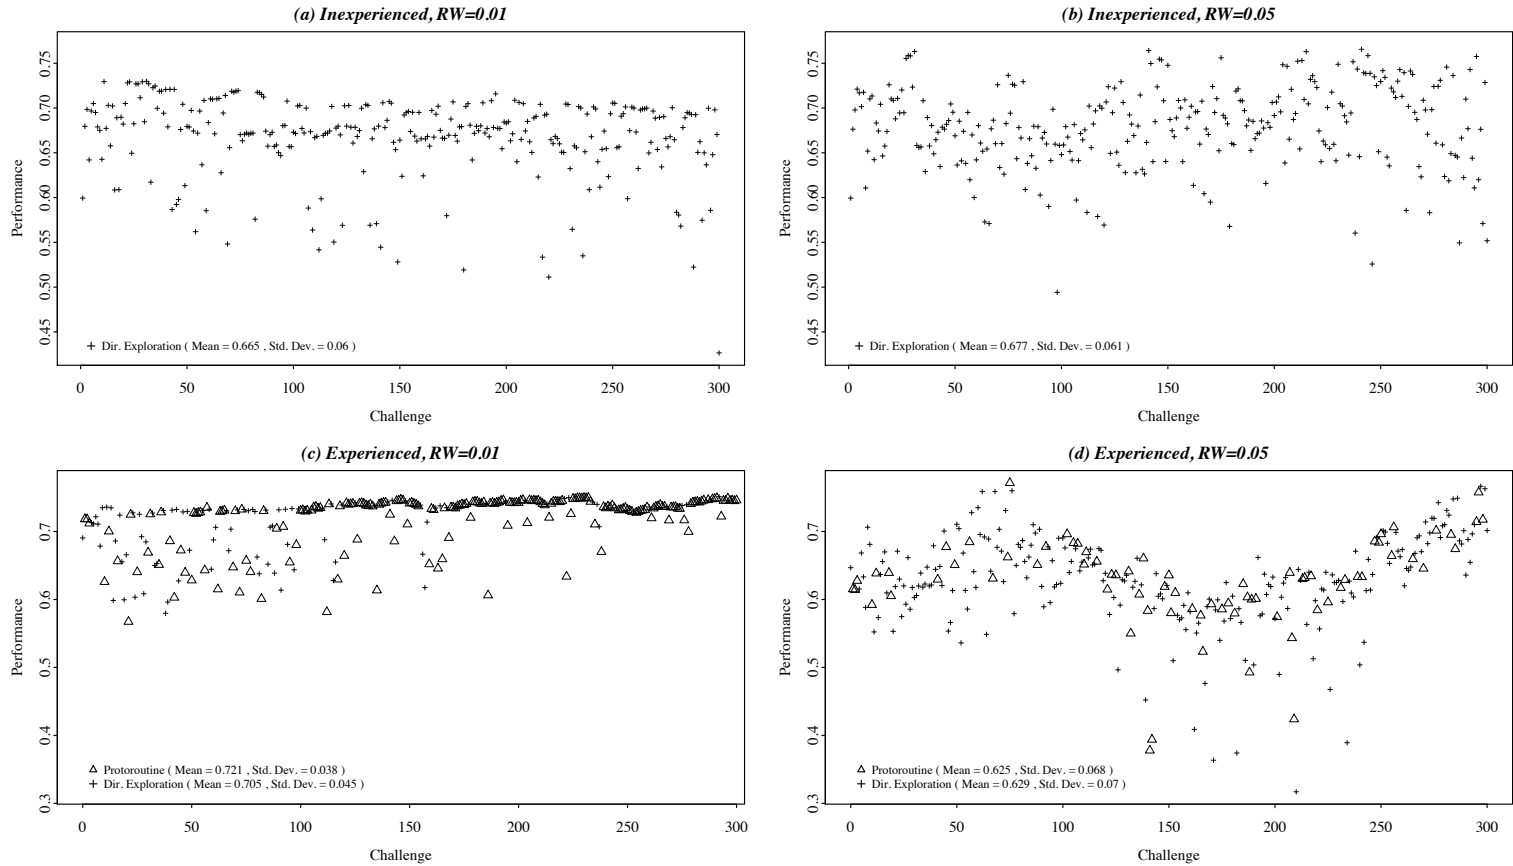 (a) Inexperienced, RW=0.01
Performance
0.75
0.70
0.65
0.60
0.55
0.50
0.45
+ Dir. Exploration ( Mean = 0.665 , Std. Dev. = 0.06 )
0 50 100 150 200 250 300
Challenge
(b) Inexperienced, RW=0.05
Performance
0.75
0.70
0.65
0.60
0.55
0.50
0.45
+ Dir. Exploration ( Mean = 0.677 , Std. Dev. = 0.061 )
0 50 100 150 200 250 300
Challenge
(c) Experienced, RW=0.01
Performance
0.7
0.6
0.5
0.4
0.3
△ Protoroutine ( Mean = 0.721 , Std. Dev. = 0.038 )
+ Dir. Exploration ( Mean = 0.705 , Std. Dev. = 0.045 )
0 50 100 150 200 250 300
Challenge
(d) Experienced, RW=0.05
Performance
0.7
0.6
0.5
0.4
0.3
△ Protoroutine ( Mean = 0.625 , Std. Dev. = 0.068 )
+ Dir. Exploration ( Mean = 0.629 , Std. Dev. = 0.07 )
0 50 100 150 200 250 300
Challenge